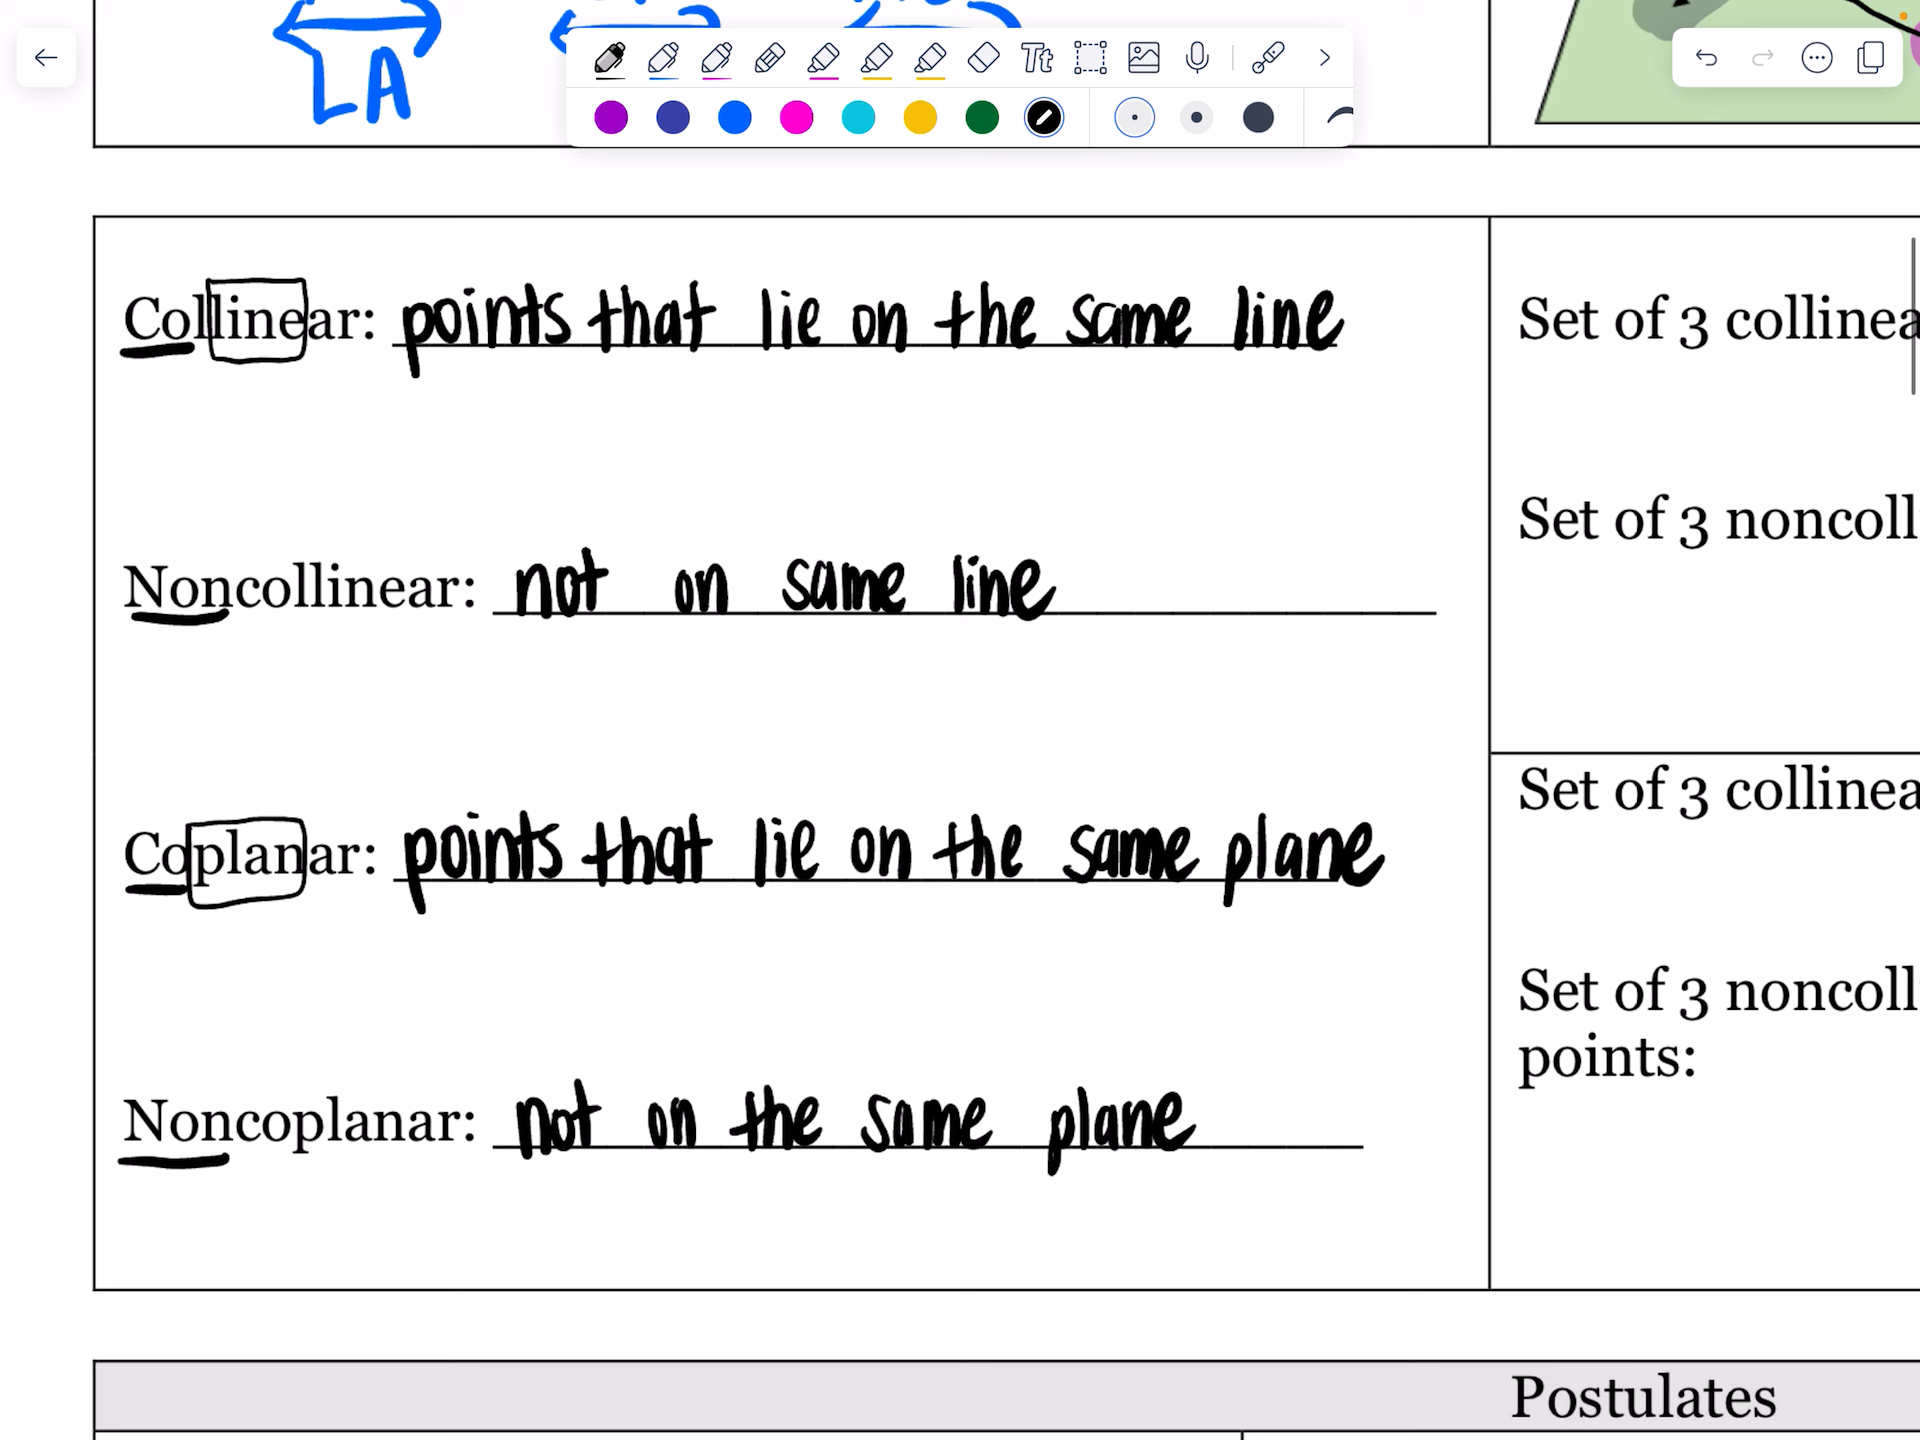 LA
Tt
Collinear: points that lie on the same line
Noncollinear: not on same line
Coplanar: points that lie on the same plane
Noncoplanar: not on the same plane
Set of 3 collinea
Set of 3 noncoll
Set of 3 collinea
Set of 3 noncoll
points:
Postulates